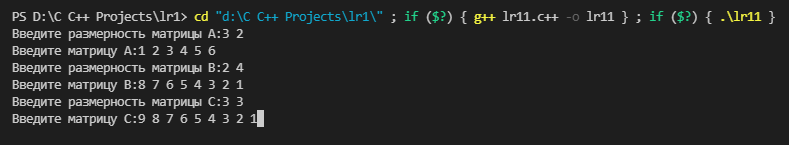 PS D:\C C++ Projects\lr1> cd "d:\C C++ Projects\lr1\" ; if ($?) { g++ lr11.c++ -o lr11 } ; if ($?) { .\lr11 }
Введите размерность матрицы A:3 2
Введите матрицу A:1 2 3 4 5 6
Введите размерность матрицы B:2 4
Введите матрицу B:8 7 6 5 4 3 2 1
Введите размерность матрицы C:3 3
Введите матрицу C:9 8 7 6 5 4 3 2 1